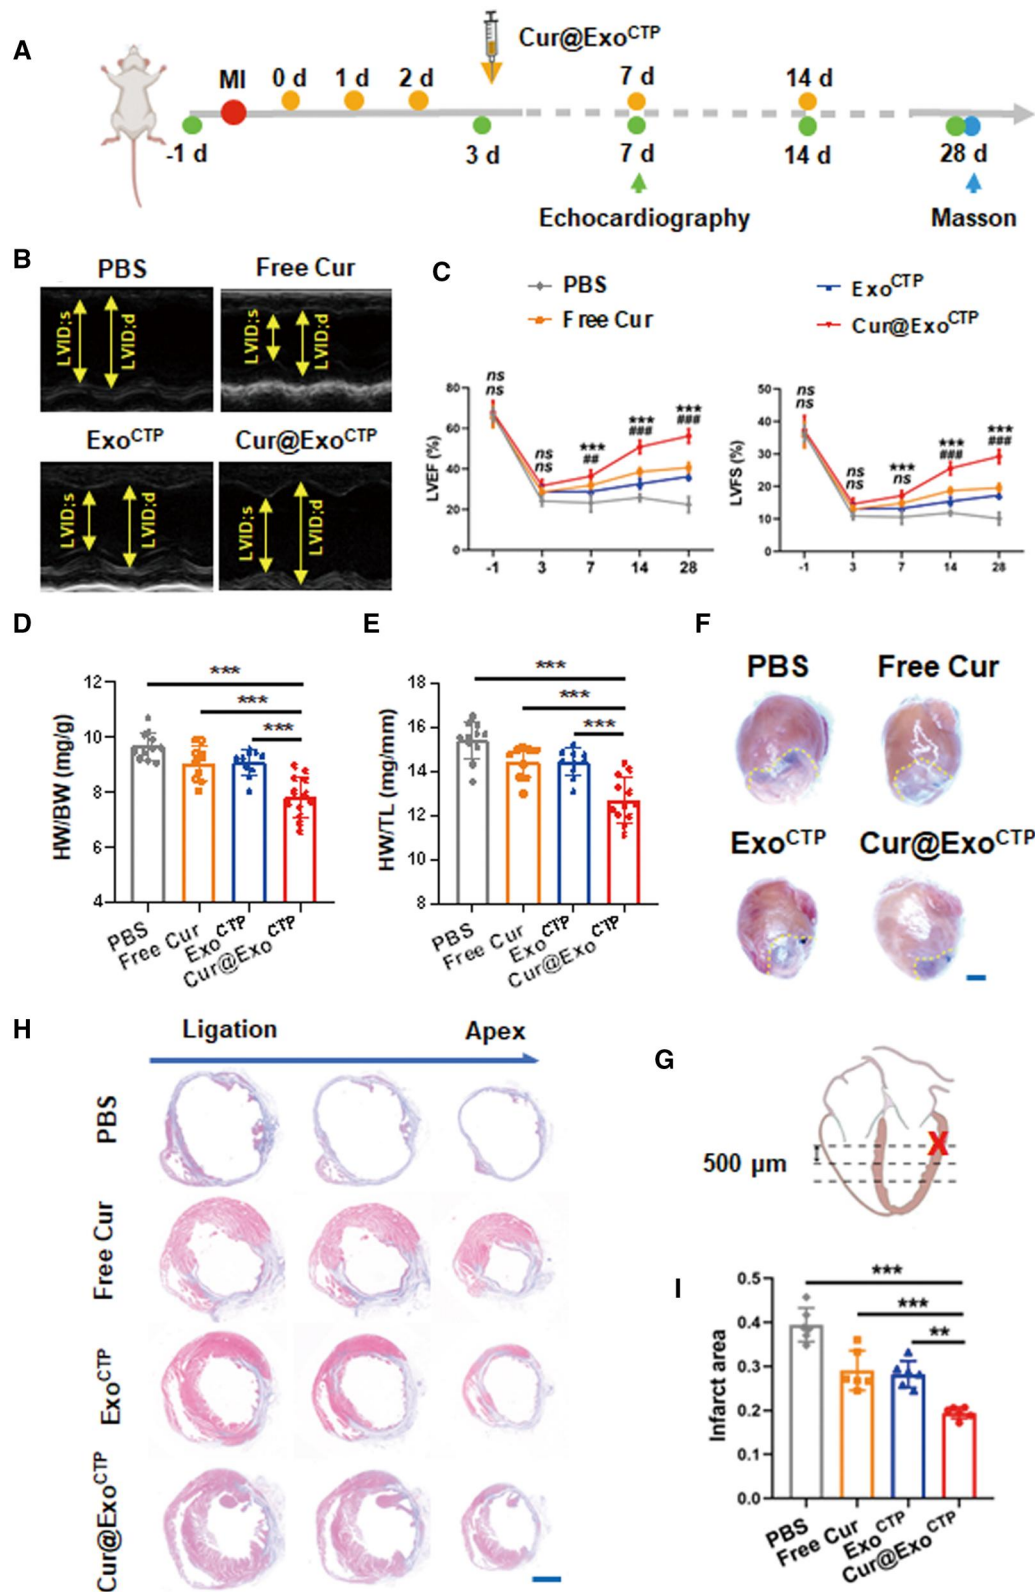 A
Cur@Exo^CTP
MI
0 d
1 d
2 d
7 d
14 d
-1 d
3 d
7 d
14 d
28 d
Echocardiography
Masson
B
PBS
Free Cur
LVID;s
LVID;d
LVID;s
LVID;d
Exo^CTP
Cur@Exo^CTP
LVID;s
LVID;d
LVID;s
LVID;d
C
PBS
Free Cur
Exo^CTP
Cur@Exo^CTP
LVEF (%)
80
60
40
20
0
ns
ns
ns
ns
***
##
***
###
***
###
-1
3
7
14
28
LVFS (%)
50
40
30
20
10
0
ns
ns
ns
ns
***
ns
***
###
***
###
-1
3
7
14
28
D
HW/BW (mg/g)
12
10
8
6
4
***
***
***
PBS
Free Cur
Exo^CTP
Cur@Exo^CTP
E
HW/TL (mg/mm)
18
16
14
12
10
8
***
***
***
PBS
Free Cur
Exo^CTP
Cur@Exo^CTP
F
PBS
Free Cur
Exo^CTP
Cur@Exo^CTP
H
Ligation
Apex
PBS
Free Cur
Exo^CTP
Cur@Exo^CTP
G
X
500 μm
I
Infarct area
0.5
0.4
0.3
0.2
0.1
0.0
***
***
**
PBS
Free Cur
Exo^CTP
Cur@Exo^CTP